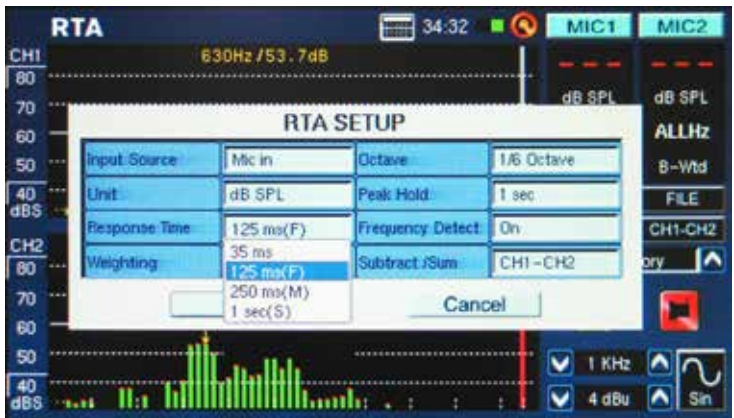 RTA
34:32
MIC1
MIC2
CH1
630Hz/53.7dB
80
70
60
50
40
dBS
dB SPL
dB SPL
ALLHz
B-Wtd
FILE
CH1-CH2
RTA SETUP
Input Source
Mic in
Octave
1/6 Octave
Unit
dB SPL
Peak Hold
1 sec
Response Time
125 ms(F)
Frequency Detect
On
Weighting
35 ms
125 ms(F)
250 ms(M)
1 sec(S)
Subtract /Sum
CH1-CH2
Cancel
CH2
80
70
60
50
40
dBS
ory
1 KHz
4 dBu
Sin